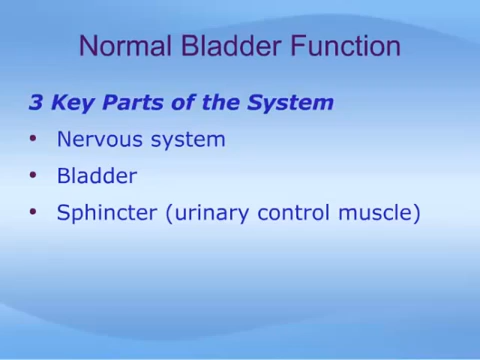 Normal Bladder Function
3 Key Parts of the System
• Nervous system
• Bladder
• Sphincter (urinary control muscle)